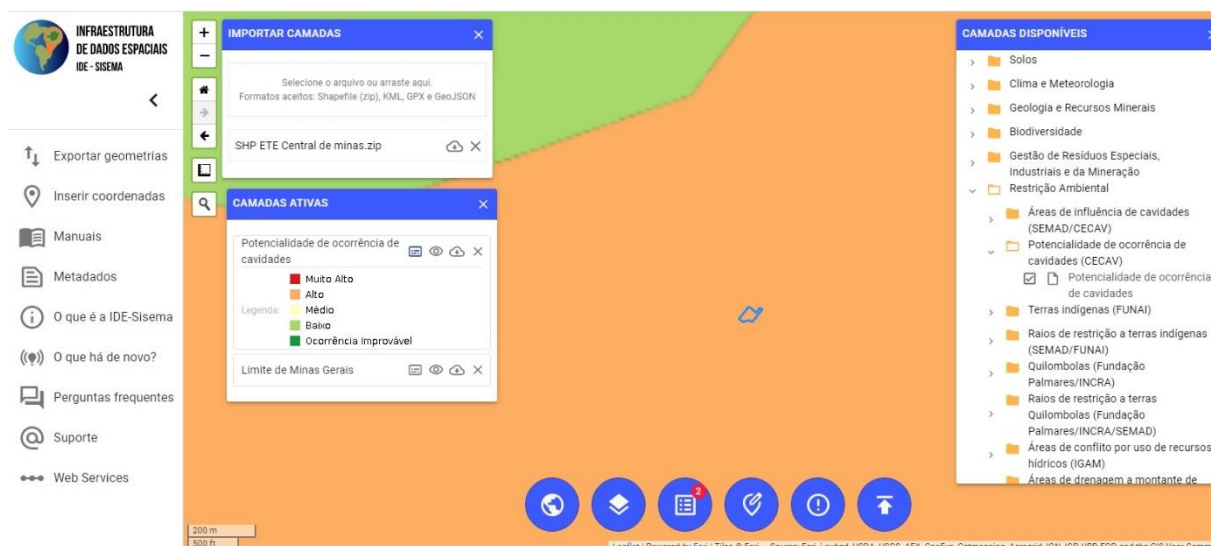 INFRAESTRUTURA
DE DADOS ESPACIAIS
IDE - SISEMA
Exportar geometrias
Inserir coordenadas
Manuais
Metadados
O que é a IDE-Sisema
O que há de novo?
Perguntas frequentes
Suporte
Web Services
+
−
IMPORTAR CAMADAS
Selecione o arquivo ou arraste aqui.
Formatos aceitos: Shapefile (zip), KML, GPX e GeoJSON
SHP ETE Central de minas.zip
CAMADAS ATIVAS
Potencialidade de ocorrência de
cavidades
Legenda:
Muito Alto
Alto
Médio
Baixo
Ocorrência Improvável
Limite de Minas Gerais
2
200 m
500 ft
CAMADAS DISPONÍVEIS
Solos
Clima e Meteorologia
Geologia e Recursos Minerais
Biodiversidade
Gestão de Resíduos Especiais,
Industriais e da Mineração
Restrição Ambiental
Áreas de influência de cavidades
(SEMAD/CECAV)
Potencialidade de ocorrência de
cavidades (CECAV)
Potencialidade de ocorrência
de cavidades
Terras indígenas (FUNAI)
Raios de restrição a terras indígenas
(SEMAD/FUNAI)
Quilombolas (Fundação
Palmares/INCRA)
Raios de restrição a terras
Quilombolas (Fundação
Palmares/INCRA/SEMAD)
Áreas de conflito por uso de recursos
hídricos (IGAM)
Áreas de drenagem a montante de